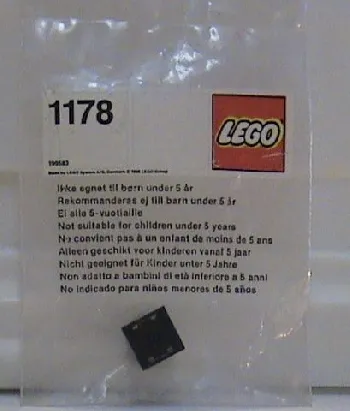 1178
LEGO
Ikke egnet til børn under 5 år
Rekommanderas ej till barn under 5 år
Ei alle 5-vuotiaille
Not suitable for children under 5 years
No convient pas à un enfant de moins de 5 ans
Alleen geschikt voor kinderen vanaf 5 jaar
Nicht geeignet für Kinder unter 5 Jahre
Non adatto a bambini di età inferiore a 5 anni
No indicado para niños menores de 5 años